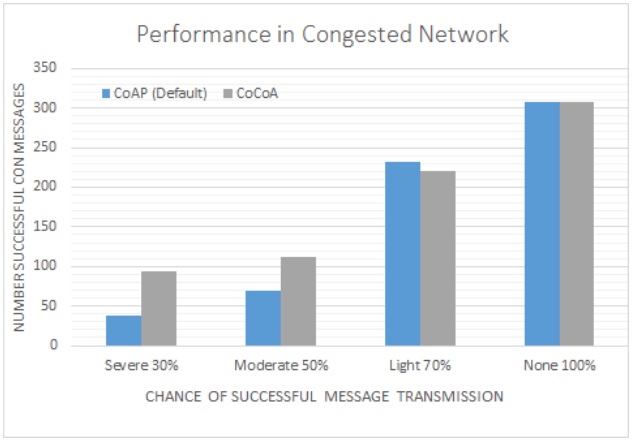 Performance in Congested Network
350
300
250
200
150
100
50
0
NUMBER SUCCESSFUL CON MESSAGES
CoAP (Default) CoCoA
Severe 30% Moderate 50% Light 70% None 100%
CHANCE OF SUCCESSFUL MESSAGE TRANSMISSION